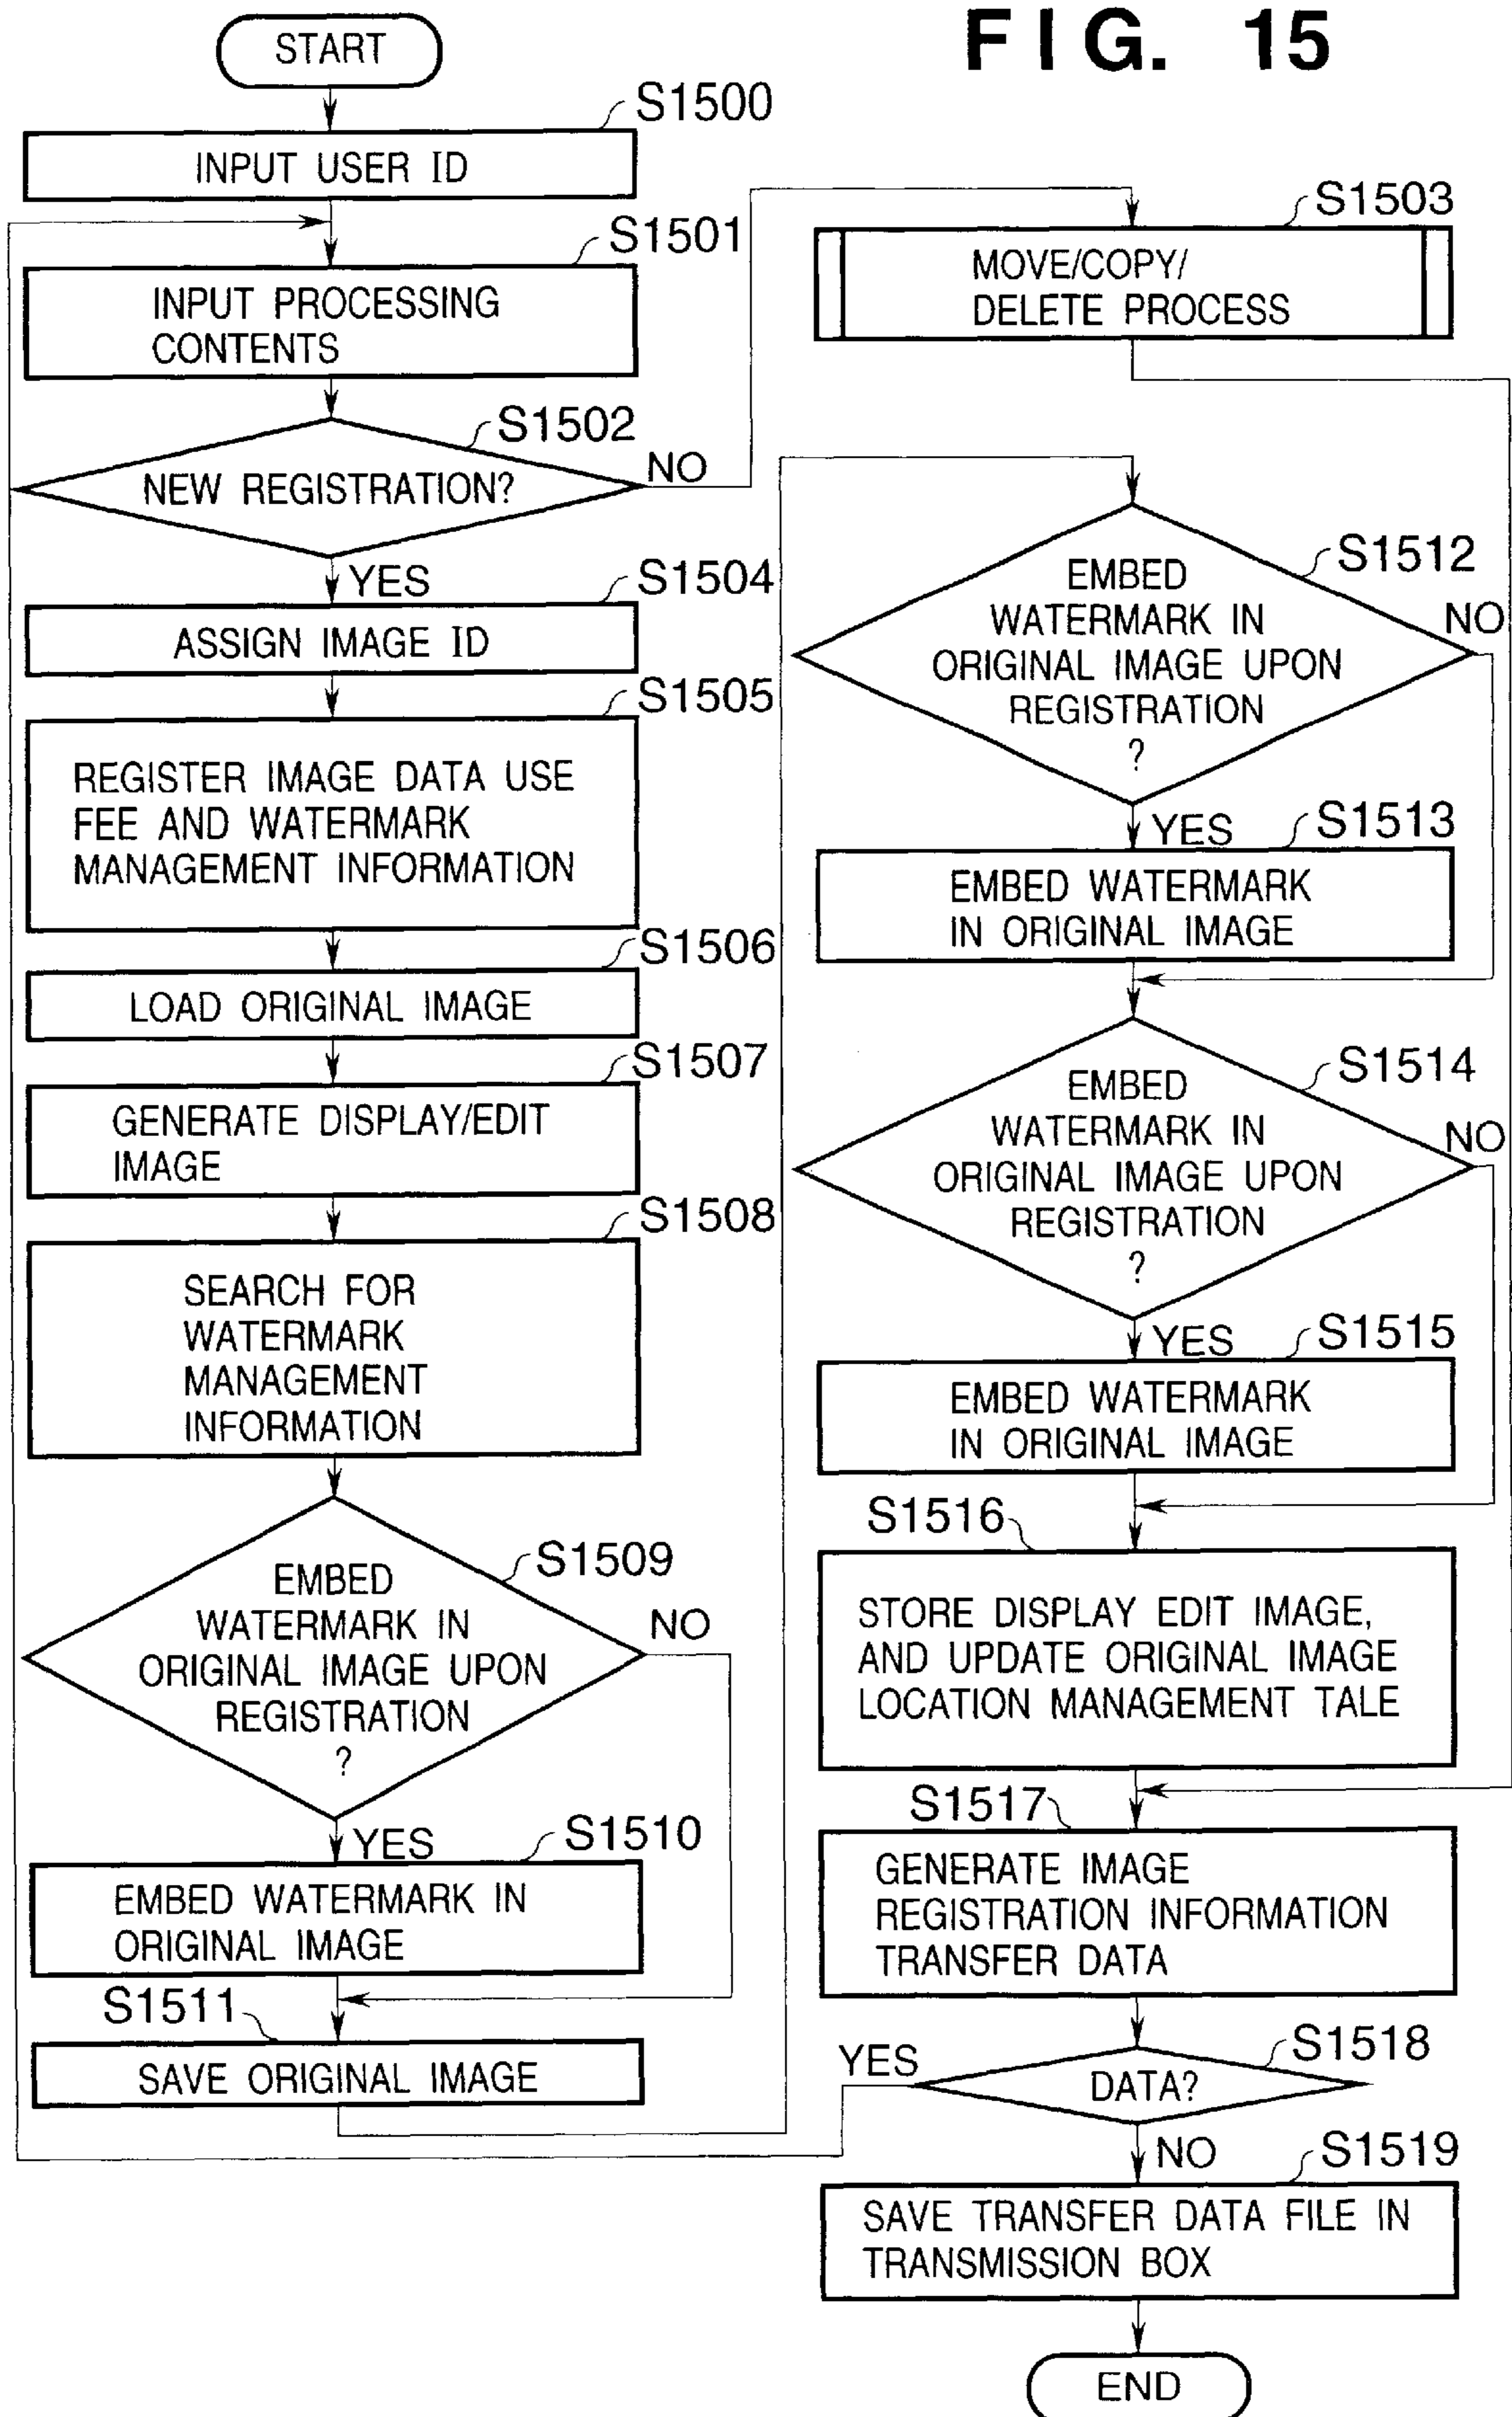 FIG. 15
START
S1500
INPUT USER ID
S1501
INPUT PROCESSING
CONTENTS
S1502
NEW REGISTRATION?
NO
YES
S1503
MOVE/COPY/
DELETE PROCESS
S1504
ASSIGN IMAGE ID
S1505
REGISTER IMAGE DATA USE
FEE AND WATERMARK
MANAGEMENT INFORMATION
S1506
LOAD ORIGINAL IMAGE
S1507
GENERATE DISPLAY/EDIT
IMAGE
S1508
SEARCH FOR
WATERMARK
MANAGEMENT
INFORMATION
S1509
EMBED
WATERMARK IN
ORIGINAL IMAGE UPON
REGISTRATION
?
NO
YES
S1510
EMBED WATERMARK IN
ORIGINAL IMAGE
S1511
SAVE ORIGINAL IMAGE
S1512
EMBED
WATERMARK IN
ORIGINAL IMAGE UPON
REGISTRATION
?
NO
YES
S1513
EMBED WATERMARK
IN ORIGINAL IMAGE
S1514
EMBED
WATERMARK IN
ORIGINAL IMAGE UPON
REGISTRATION
?
NO
YES
S1515
EMBED WATERMARK
IN ORIGINAL IMAGE
S1516
STORE DISPLAY EDIT IMAGE,
AND UPDATE ORIGINAL IMAGE
LOCATION MANAGEMENT TALE
S1517
GENERATE IMAGE
REGISTRATION INFORMATION
TRANSFER DATA
S1518
DATA?
YES
NO
S1519
SAVE TRANSFER DATA FILE IN
TRANSMISSION BOX
END